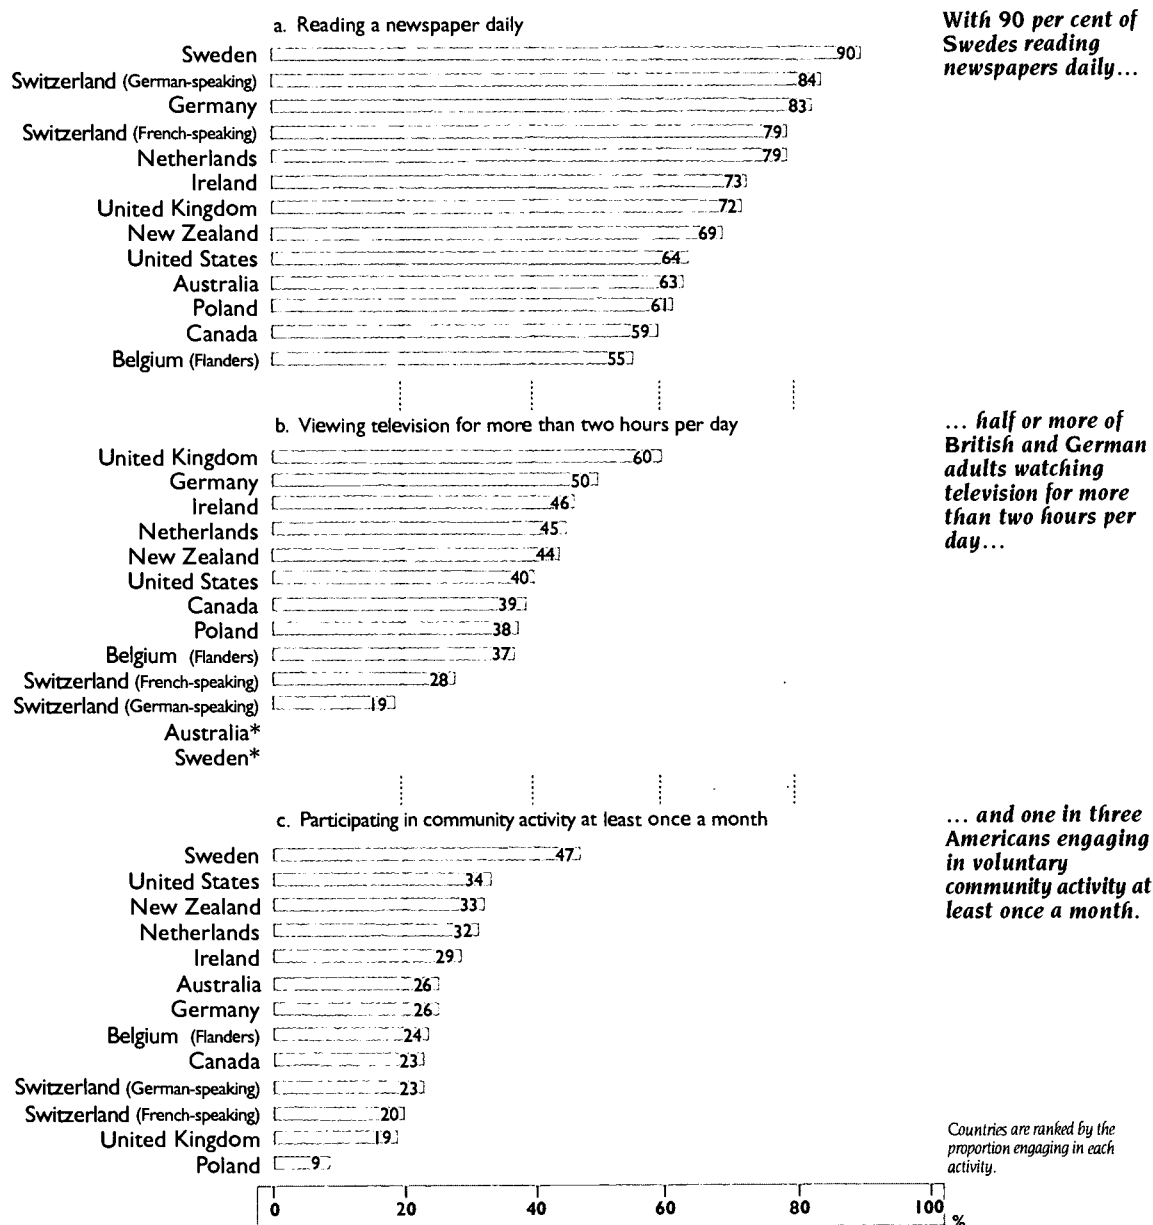 a. Reading a newspaper daily
Sweden 90
Switzerland (German-speaking) 84
Germany 83
Switzerland (French-speaking) 79
Netherlands 79
Ireland 73
United Kingdom 72
New Zealand 69
United States 64
Australia 63
Poland 61
Canada 59
Belgium (Flanders) 55
With 90 per cent of
Swedes reading
newspapers daily…
b. Viewing television for more than two hours per day
United Kingdom 60
Germany 50
Ireland 46
Netherlands 45
New Zealand 44
United States 40
Canada 39
Poland 38
Belgium (Flanders) 37
Switzerland (French-speaking) 28
Switzerland (German-speaking) 19
Australia*
Sweden*
… half or more of
British and German
adults watching
television for more
than two hours per
day…
c. Participating in community activity at least once a month
Sweden 47
United States 34
New Zealand 33
Netherlands 32
Ireland 29
Australia 26
Germany 26
Belgium (Flanders) 24
Canada 23
Switzerland (German-speaking) 23
Switzerland (French-speaking) 20
United Kingdom 19
Poland 9
… and one in three
Americans engaging
in voluntary
community activity at
least once a month.
Countries are ranked by the
proportion engaging in each
activity.
0 20 40 60 80 100 %